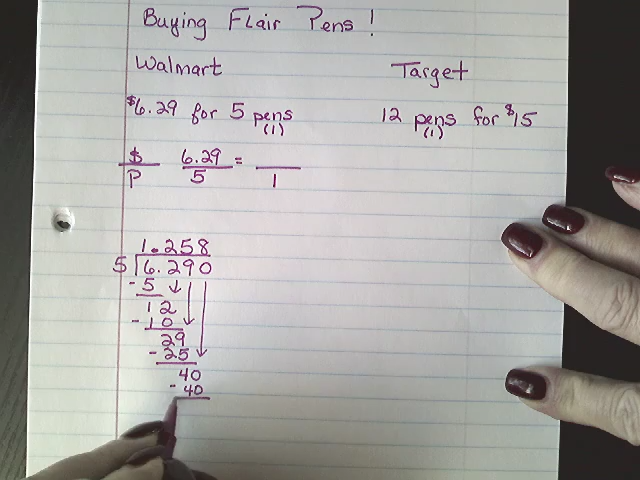 Buying Flair Pens!
Walmart
Target
$6.29 for 5 pens
(1)
12 pens for $15
(1)
$ 6.29 =
P 5 1
1.258
5 6.290
-5
12
-10
29
-25
40
-40